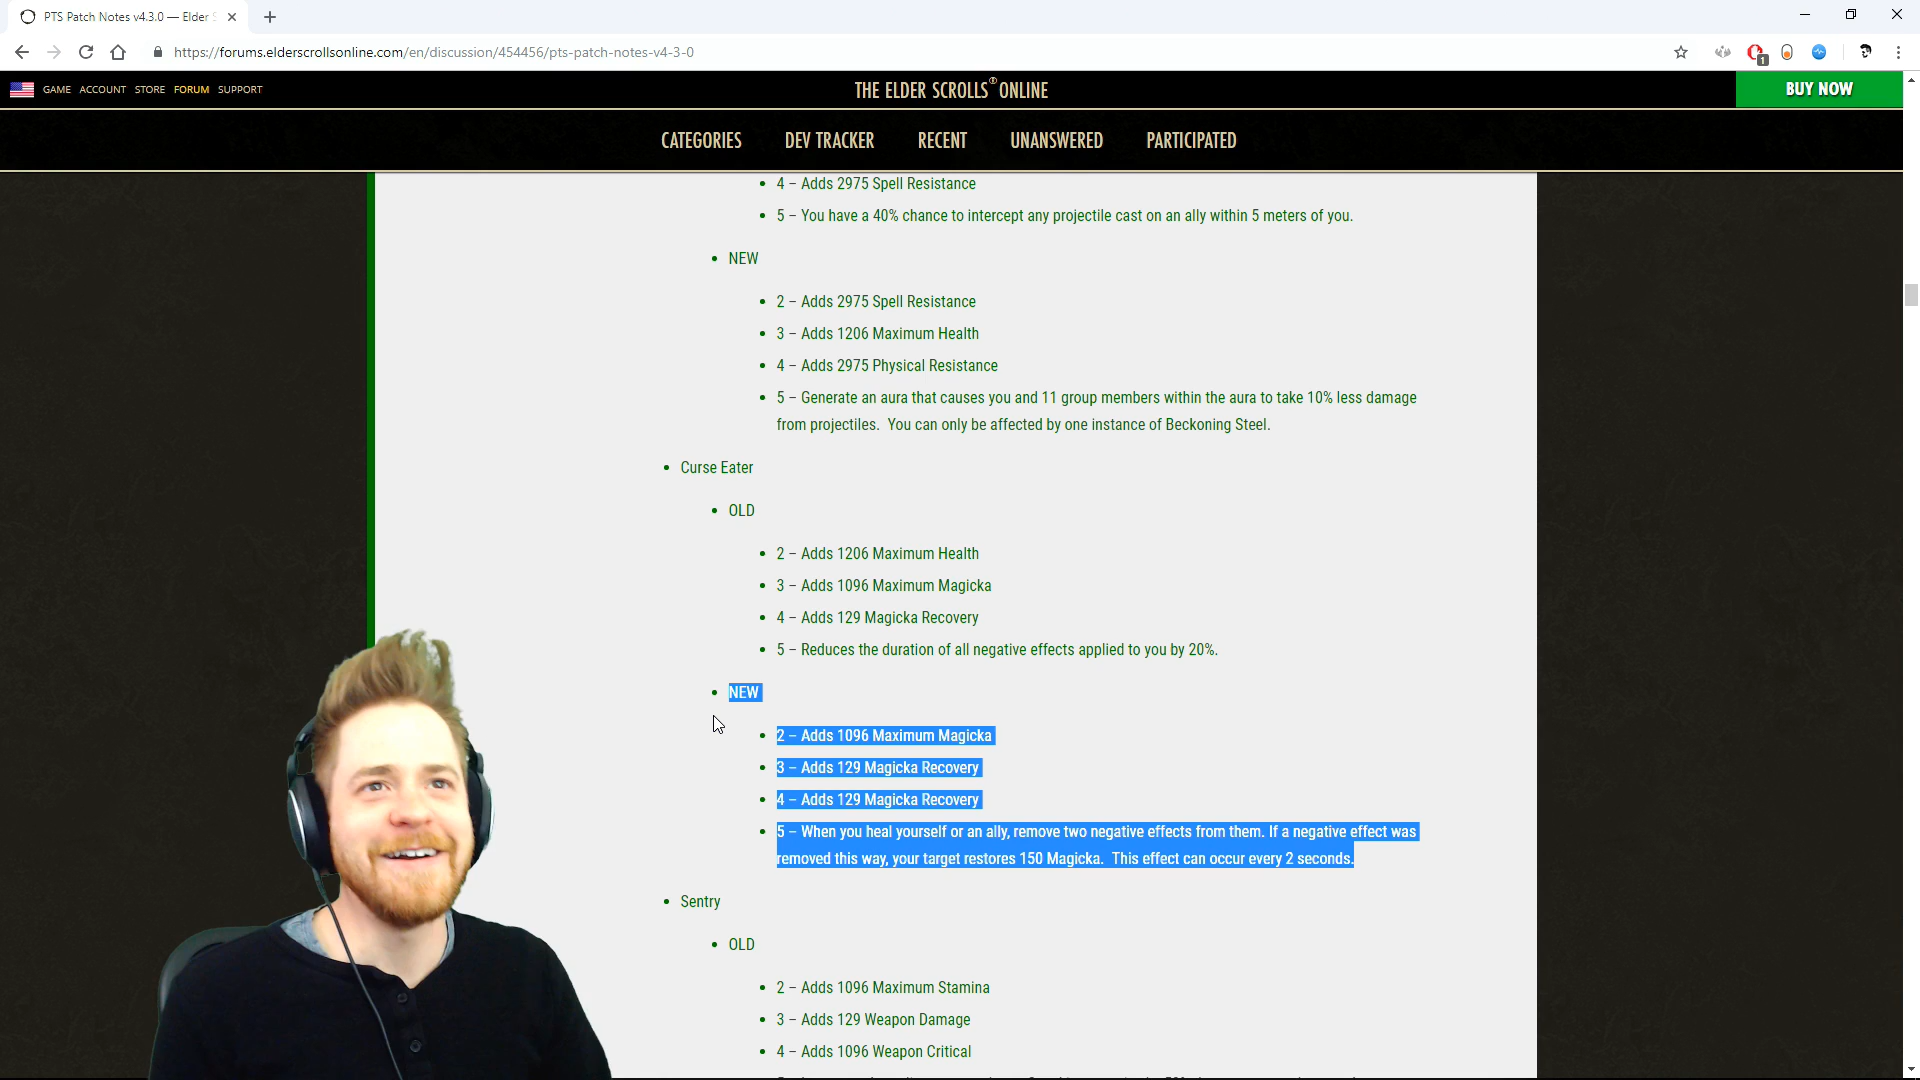 PTS Patch Notes v4.3.0 — Elder
https://forums.elderscrollsonline.com/en/discussion/454456/pts-patch-notes-v4-3-0
1
GAME ACCOUNT STORE FORUM SUPPORT
THE ELDER SCROLLS ONLINE
BUY NOW
CATEGORIES DEV TRACKER RECENT UNANSWERED PARTICIPATED
4 – Adds 2975 Spell Resistance
5 – You have a 40% chance to intercept any projectile cast on an ally within 5 meters of you.
NEW
2 – Adds 2975 Spell Resistance
3 – Adds 1206 Maximum Health
4 – Adds 2975 Physical Resistance
5 – Generate an aura that causes you and 11 group members within the aura to take 10% less damage
from projectiles. You can only be affected by one instance of Beckoning Steel.
Curse Eater
OLD
2 – Adds 1206 Maximum Health
3 – Adds 1096 Maximum Magicka
4 – Adds 129 Magicka Recovery
5 – Reduces the duration of all negative effects applied to you by 20%.
NEW
2 – Adds 1096 Maximum Magicka
3 – Adds 129 Magicka Recovery
4 – Adds 129 Magicka Recovery
5 – When you heal yourself or an ally, remove two negative effects from them. If a negative effect was
removed this way, your target restores 150 Magicka. This effect can occur every 2 seconds.
Sentry
OLD
2 – Adds 1096 Maximum Stamina
3 – Adds 129 Weapon Damage
4 – Adds 1096 Weapon Critical